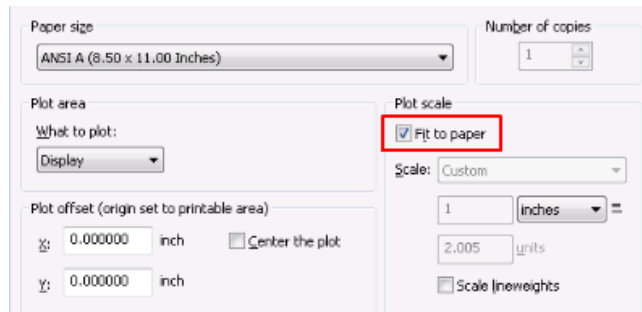 Paper size
ANSI A (8.50 x 11.00 Inches)
Number of copies
1
Plot area
What to plot:
Display
Plot offset (origin set to printable area)
X: 0.000000 inch
Center the plot
Y: 0.000000 inch
Plot scale
Fit to paper
Scale: Custom
1 inches =
2.005 units
Scale lineweights